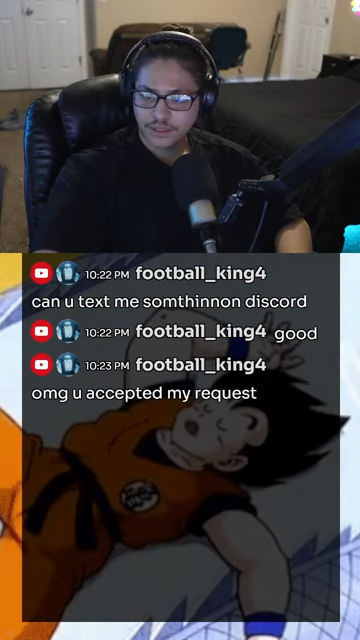 10:22 PM football_king4
can u text me somthinnon discord
10:22 PM football_king4 good
10:23 PM football_king4
omg u accepted my request